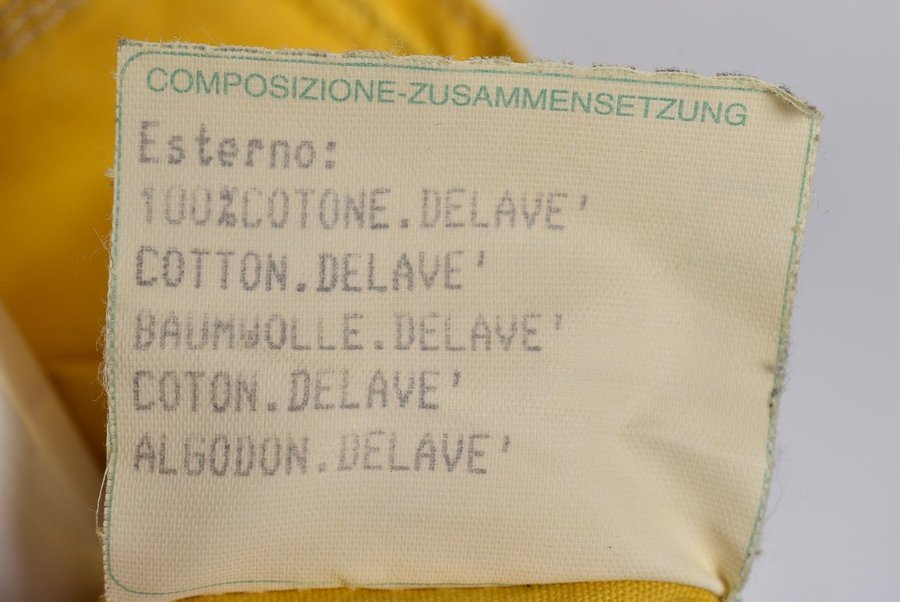 COMPOSIZIONE-ZUSAMMENSETZUNG
Esterno:
100%COTONE.DELAVE'
COTTON.DELAVE'
BAUMWOLLE.DELAVE'
COTON.DELAVE'
ALGODON.DELAVE'